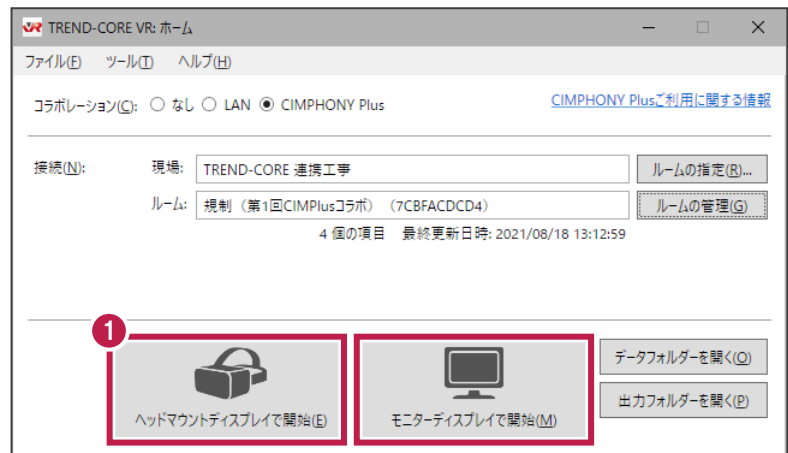 TREND-CORE VR: ホーム
ファイル(F) ツール(T) ヘルプ(H)
コラボレーション(C): なし LAN CIMPHONY Plus CIMPHONY Plusご利用に関する情報
接続(N): 現場: TREND-CORE 連携工事 ルームの指定(R)...
ルーム: 規制（第1回CIMPlusコラボ）（7CBFACDCD4） ルームの管理(G)
4 個の項目 最終更新日時: 2021/08/18 13:12:59
1
ヘッドマウントディスプレイで開始(E) モニターディスプレイで開始(M)
データフォルダーを開く(O)
出力フォルダーを開く(P)